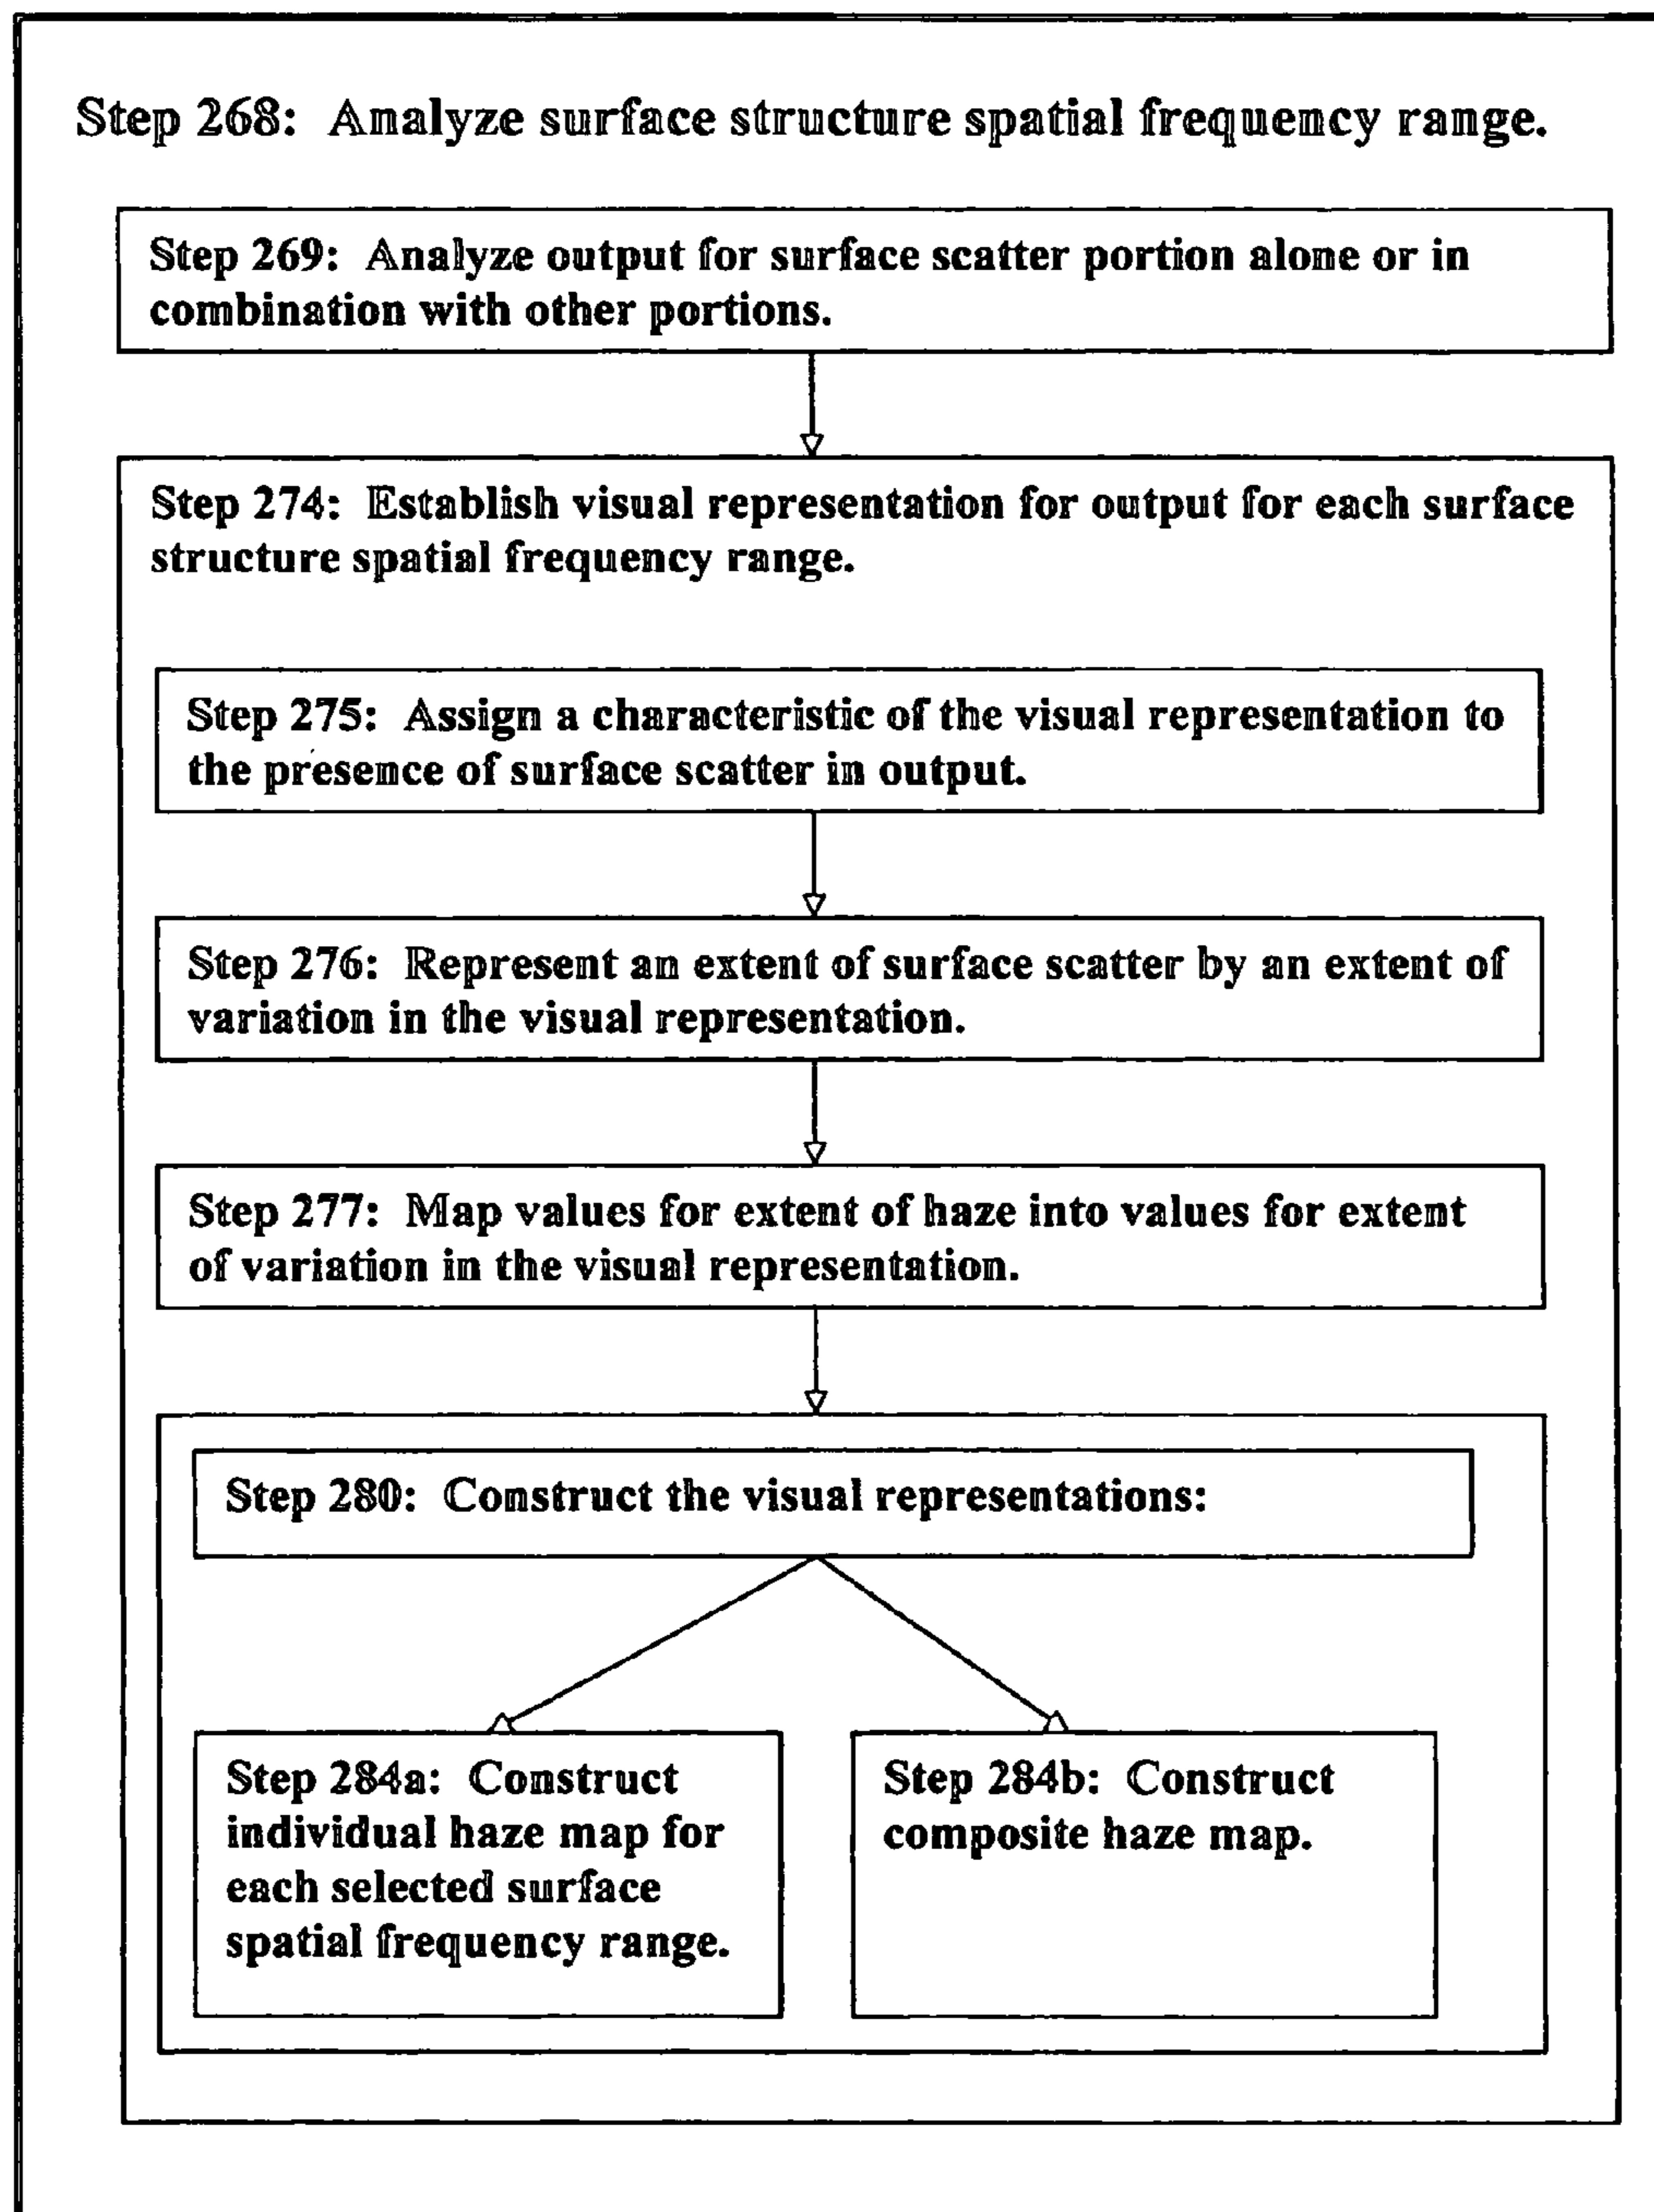 Step 268: Analyze surface structure spatial frequency range.
Step 269: Analyze output for surface scatter portion alone or in
combination with other portions.
Step 274: Establish visual representation for output for each surface
structure spatial frequency range.
Step 275: Assign a characteristic of the visual representation to
the presence of surface scatter in output.
Step 276: Represent an extent of surface scatter by an extent of
variation in the visual representation.
Step 277: Map values for extent of haze into values for extent
of variation in the visual representation.
Step 280: Construct the visual representations:
Step 284a: Construct
individual haze map for
each selected surface
spatial frequency range.
Step 284b: Construct
composite haze map.